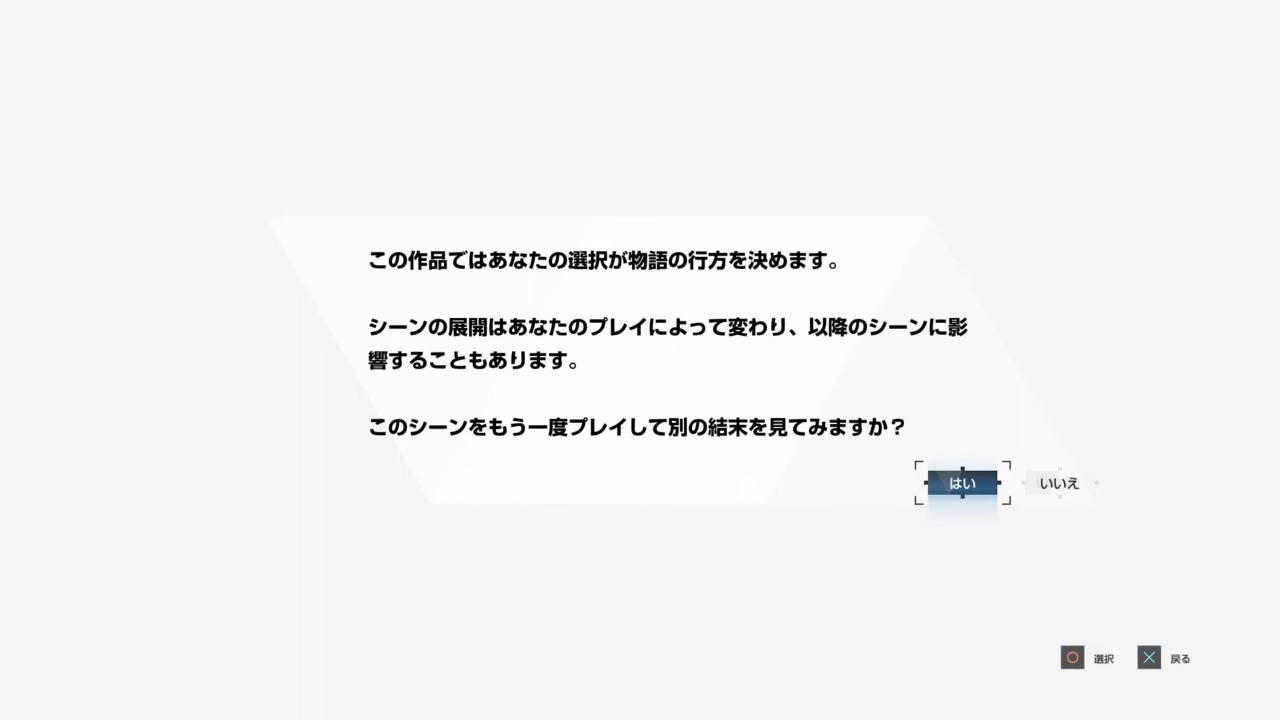 この作品ではあなたの選択が物語の行方を決めます。
シーンの展開はあなたのプレイによって変わり、以降のシーンに影
響することもあります。
このシーンをもう一度プレイして別の結末を見てみますか？
はい
いいえ
選択
戻る